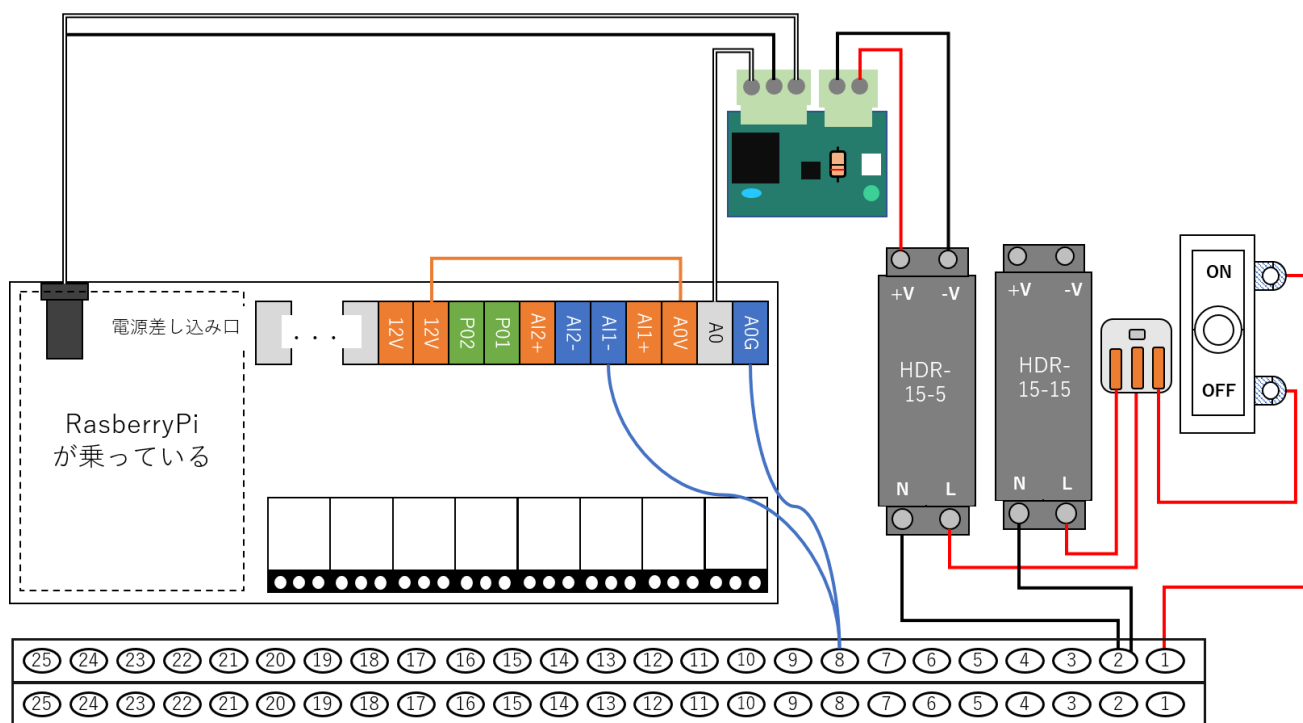 電源差し込み口
RasberryPi
が乗っている
. . .
12V
12V
P02
P01
AI2+
AI2-
AI1-
AI1+
A0V
A0
A0G
+V
-V
HDR-
15-5
N
L
+V
-V
HDR-
15-15
N
L
ON
OFF
25 24 23 22 21 20 19 18 17 16 15 14 13 12 11 10 9 8 7 6 5 4 3 2 1
25 24 23 22 21 20 19 18 17 16 15 14 13 12 11 10 9 8 7 6 5 4 3 2 1